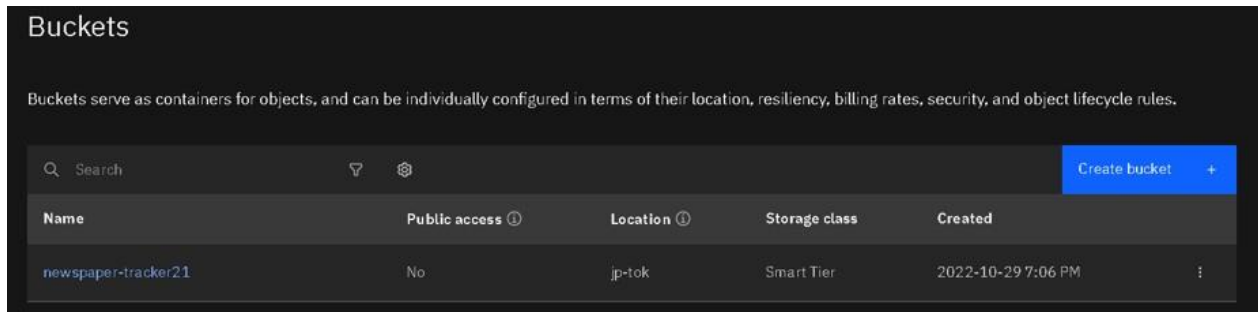 Buckets
Buckets serve as containers for objects, and can be individually configured in terms of their location, resiliency, billing rates, security, and object lifecycle rules.
Search
Create bucket +
Name Public access Location Storage class Created
newspaper-tracker21 No jp-tok Smart Tier 2022-10-29 7:06 PM